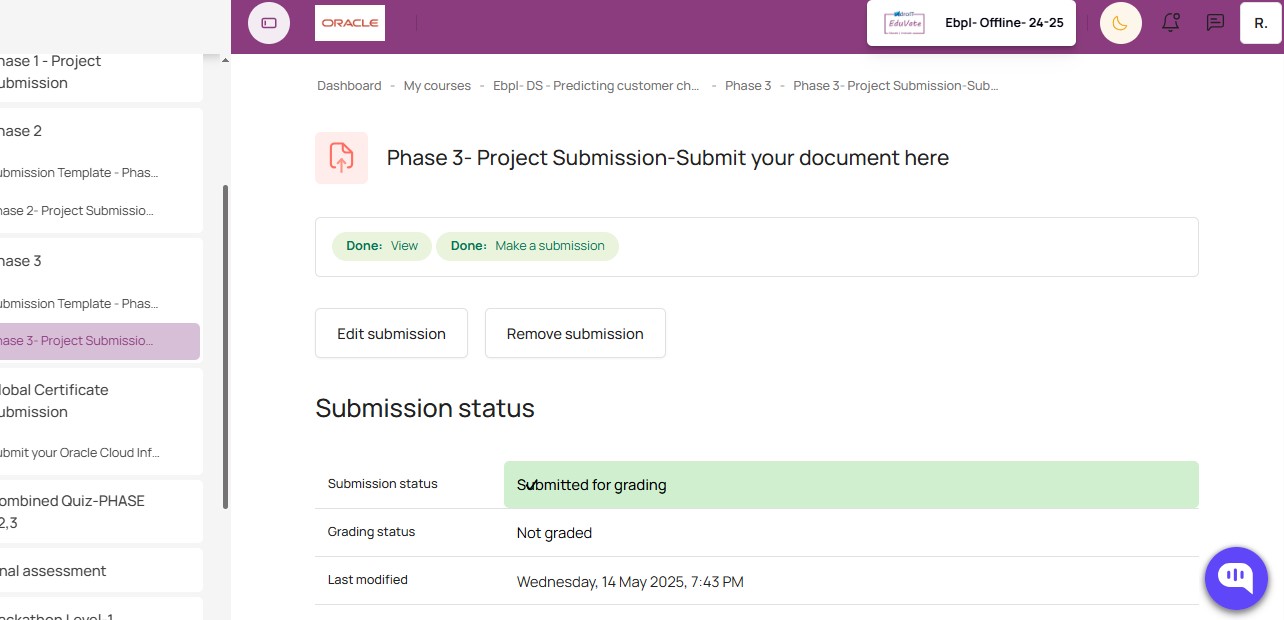 ORACLE
EduVote
Ebpl- Offline- 24-25
R.
hase 1 - Project
ubmission
hase 2
ubmission Template - Phas...
hase 2- Project Submissio...
hase 3
ubmission Template - Phas...
hase 3- Project Submissio...
lobal Certificate
ubmission
ubmit your Oracle Cloud Inf...
ombined Quiz-PHASE
2,3
nal assessment
ackathon Level-1
Dashboard - My courses - Ebpl- DS - Predicting customer ch... - Phase 3 - Phase 3- Project Submission-Sub...
Phase 3- Project Submission-Submit your document here
Done: View Done: Make a submission
Edit submission Remove submission
Submission status
Submission status Submitted for grading
Grading status Not graded
Last modified Wednesday, 14 May 2025, 7:43 PM